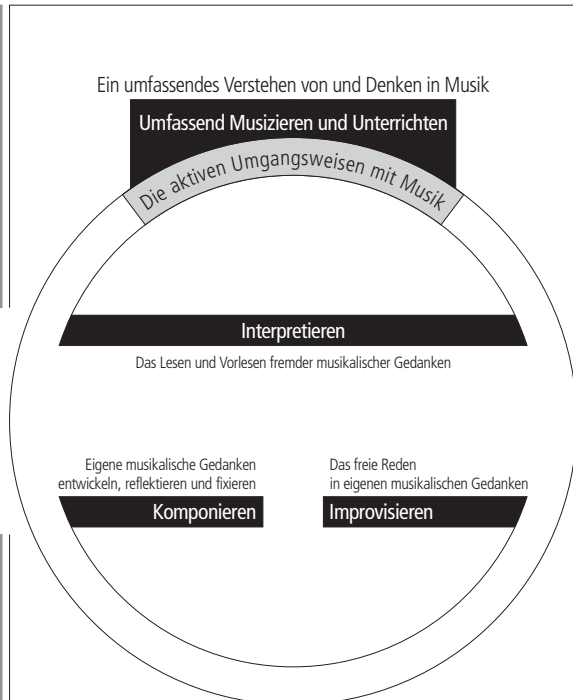 Ein umfassendes Verstehen von und Denken in Musik
Umfassend Musizieren und Unterrichten
Die aktiven Umgangsweisen mit Musik
Interpretieren
Das Lesen und Vorlesen fremder musikalischer Gedanken
Eigene musikalische Gedanken
entwickeln, reflektieren und fixieren
Komponieren
Das freie Reden
in eigenen musikalischen Gedanken
Improvisieren